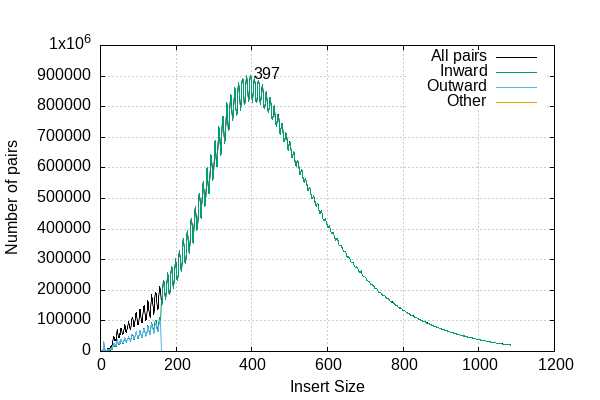 1x10^6
900000
800000
700000
600000
500000
400000
300000
200000
100000
0
Number of pairs
397
All pairs
Inward
Outward
Other
0 200 400 600 800 1000 1200
Insert Size